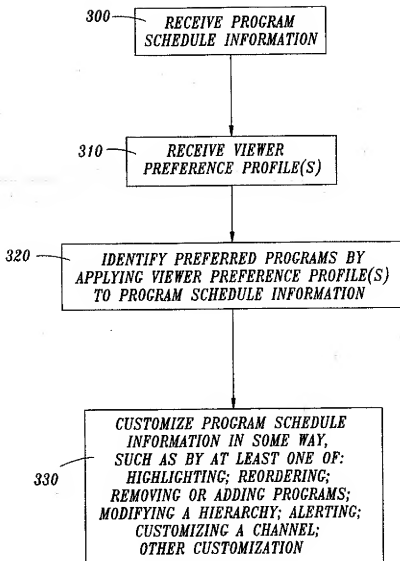 300
RECEIVE PROGRAM
SCHEDULE INFORMATION
310
RECEIVE VIEWER
PREFERENCE PROFILE(S)
320
IDENTIFY PREFERRED PROGRAMS BY
APPLYING VIEWER PREFERENCE PROFILE(S)
TO PROGRAM SCHEDULE INFORMATION
330
CUSTOMIZE PROGRAM SCHEDULE
INFORMATION IN SOME WAY,
SUCH AS BY AT LEAST ONE OF:
HIGHLIGHTING; REORDERING;
REMOVING OR ADDING PROGRAMS;
MODIFYING A HIERARCHY; ALERTING;
CUSTOMIZING A CHANNEL;
OTHER CUSTOMIZATION